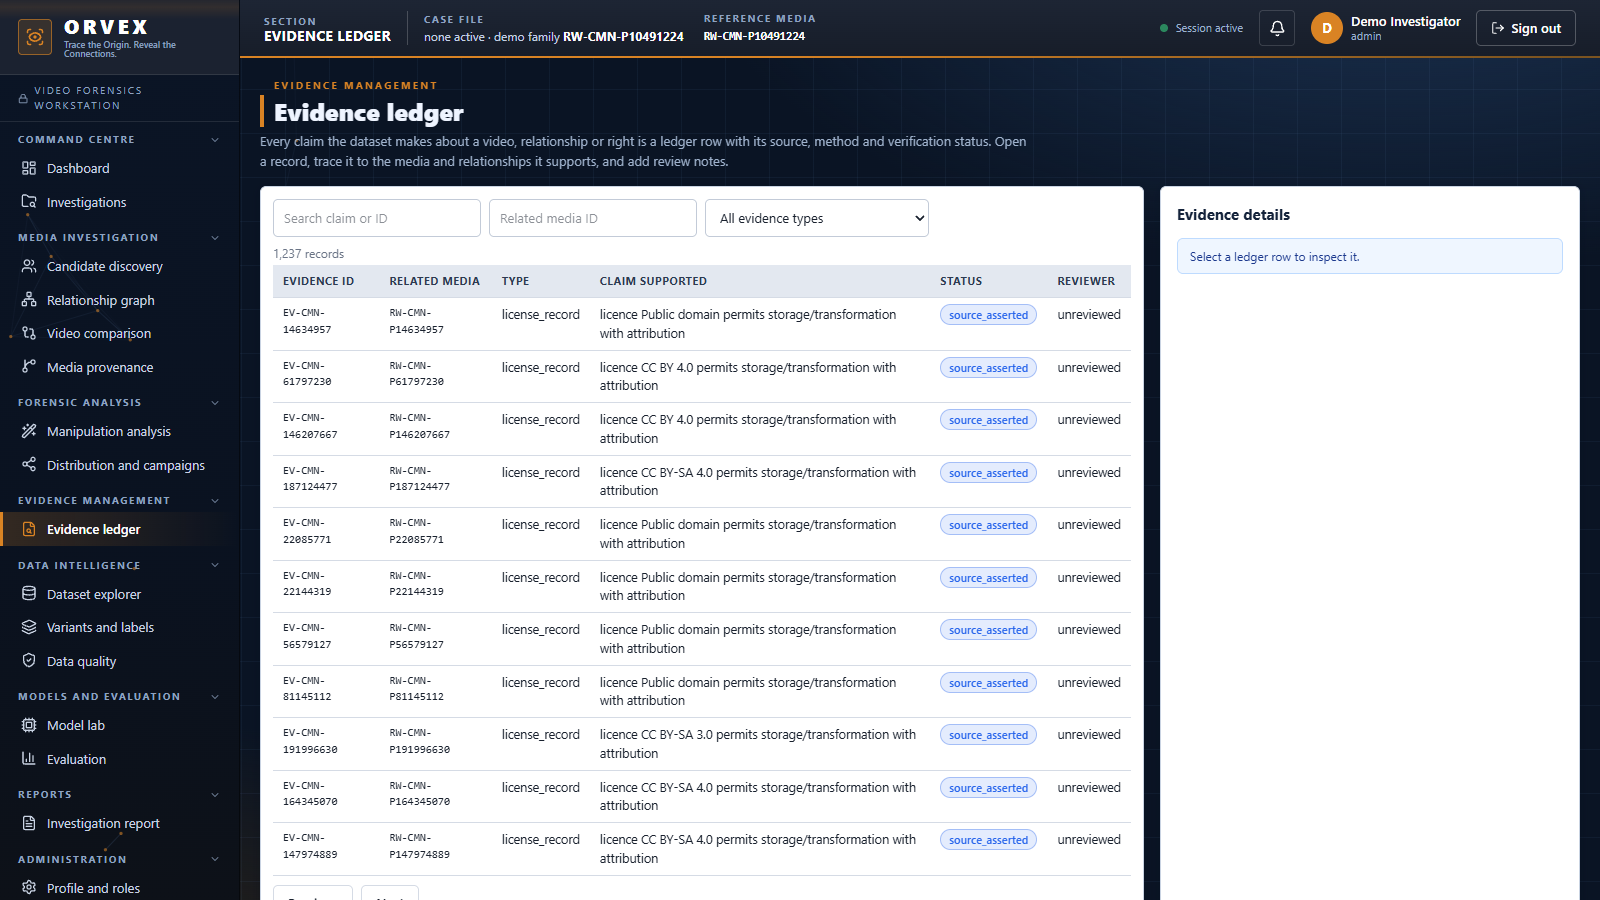 ORVEX
Trace the Origin. Reveal the
Connections.
VIDEO FORENSICS
WORKSTATION
COMMAND CENTRE
Dashboard
Investigations
MEDIA INVESTIGATION
Candidate discovery
Relationship graph
Video comparison
Media provenance
FORENSIC ANALYSIS
Manipulation analysis
Distribution and campaigns
EVIDENCE MANAGEMENT
Evidence ledger
DATA INTELLIGENCE
Dataset explorer
Variants and labels
Data quality
MODELS AND EVALUATION
Model lab
Evaluation
REPORTS
Investigation report
ADMINISTRATION
Profile and roles
SECTION
EVIDENCE LEDGER
CASE FILE
none active · demo family RW-CMN-P10491224
REFERENCE MEDIA
RW-CMN-P10491224
Session active
D
Demo Investigator
admin
Sign out
EVIDENCE MANAGEMENT
Evidence ledger
Every claim the dataset makes about a video, relationship or right is a ledger row with its source, method and verification status. Open
a record, trace it to the media and relationships it supports, and add review notes.
Search claim or ID
Related media ID
All evidence types
1,237 records
EVIDENCE ID RELATED MEDIA TYPE CLAIM SUPPORTED STATUS REVIEWER
EV-CMN- RW-CMN- license_record licence Public domain permits storage/transformation source_asserted unreviewed
14634957 P14634957 with attribution
EV-CMN- RW-CMN- license_record licence CC BY 4.0 permits storage/transformation with source_asserted unreviewed
61797230 P61797230 attribution
EV-CMN- RW-CMN- license_record licence CC BY 4.0 permits storage/transformation with source_asserted unreviewed
146207667 P146207667 attribution
EV-CMN- RW-CMN- license_record licence CC BY-SA 4.0 permits storage/transformation with source_asserted unreviewed
187124477 P187124477 attribution
EV-CMN- RW-CMN- license_record licence Public domain permits storage/transformation source_asserted unreviewed
22085771 P22085771 with attribution
EV-CMN- RW-CMN- license_record licence Public domain permits storage/transformation source_asserted unreviewed
22144319 P22144319 with attribution
EV-CMN- RW-CMN- license_record licence Public domain permits storage/transformation source_asserted unreviewed
56579127 P56579127 with attribution
EV-CMN- RW-CMN- license_record licence Public domain permits storage/transformation source_asserted unreviewed
81145112 P81145112 with attribution
EV-CMN- RW-CMN- license_record licence CC BY-SA 3.0 permits storage/transformation with source_asserted unreviewed
191996630 P191996630 attribution
EV-CMN- RW-CMN- license_record licence CC BY-SA 4.0 permits storage/transformation with source_asserted unreviewed
164345070 P164345070 attribution
EV-CMN- RW-CMN- license_record licence CC BY-SA 4.0 permits storage/transformation with source_asserted unreviewed
147974889 P147974889 attribution
Evidence details
Select a ledger row to inspect it.